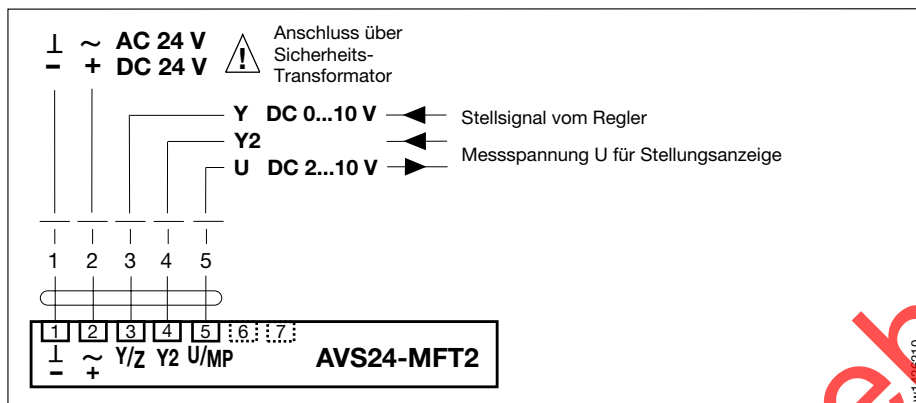 ⊥ ~ AC 24 V
– + DC 24 V
!
Anschluss über
Sicherheits-
Transformator
Y DC 0...10 V
Stellsignal vom Regler
Y2
U DC 2...10 V
Messspannung U für Stellungsanzeige
1 2 3 4 5
1 2 3 4 5 6 7
⊥ ~ Y/Z Y2 U/MP
– +
AVS24-MFT2
eh